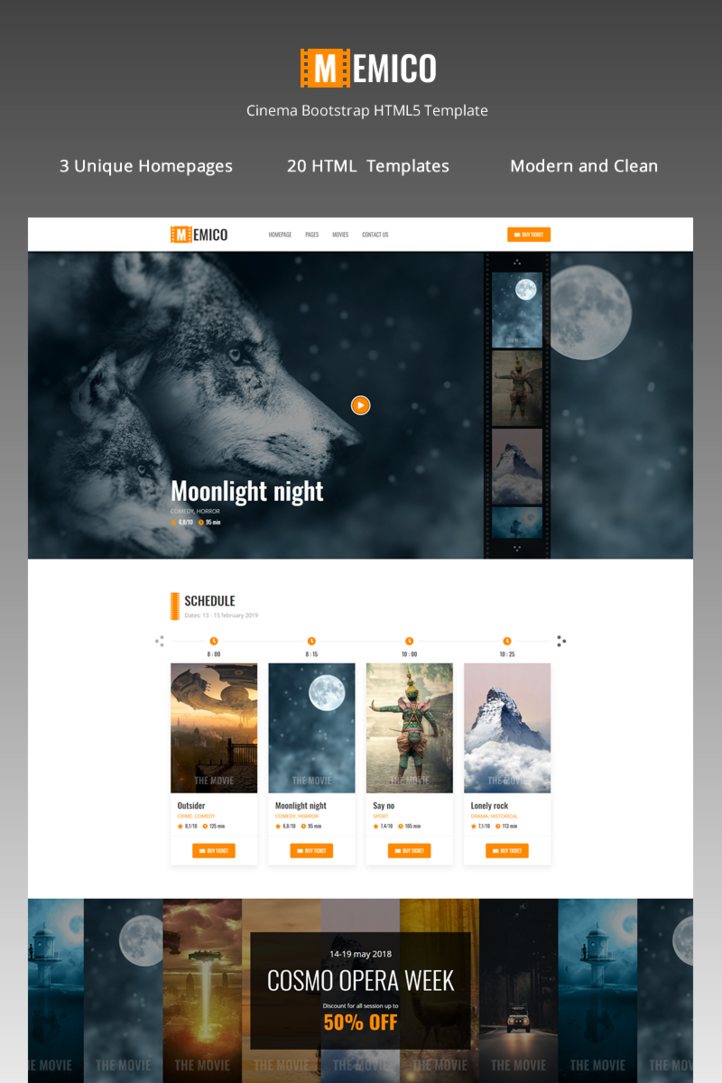 MEMICO
Cinema Bootstrap HTML5 Template
3 Unique Homepages 20 HTML Templates Modern and Clean
MEMICO HOMEPAGE PAGES MOVIES CONTACT US BUY TICKET
Moonlight night
COMEDY, HORROR
6,8/10 95 min
SCHEDULE
Dates: 13 - 15 february 2019
8 : 00 8 : 15 10 : 00 10 : 25
THE MOVIE THE MOVIE THE MOVIE THE MOVIE
Outsider Moonlight night Say no Lonely rock
CRIME, COMEDY COMEDY, HORROR SPORT DRAMA, HISTORICAL
8,1/10 125 min 6,8/10 95 min 7,4/10 105 min 7,1/10 113 min
BUY TICKET BUY TICKET BUY TICKET BUY TICKET
14-19 may 2018
COSMO OPERA WEEK
Discount for all session up to
50% OFF
IE MOVIE THE MOVIE THE MOVIE THE MOVIE THE MOVIE THE MOVIE THE MOVIE THE MOVIE THE M